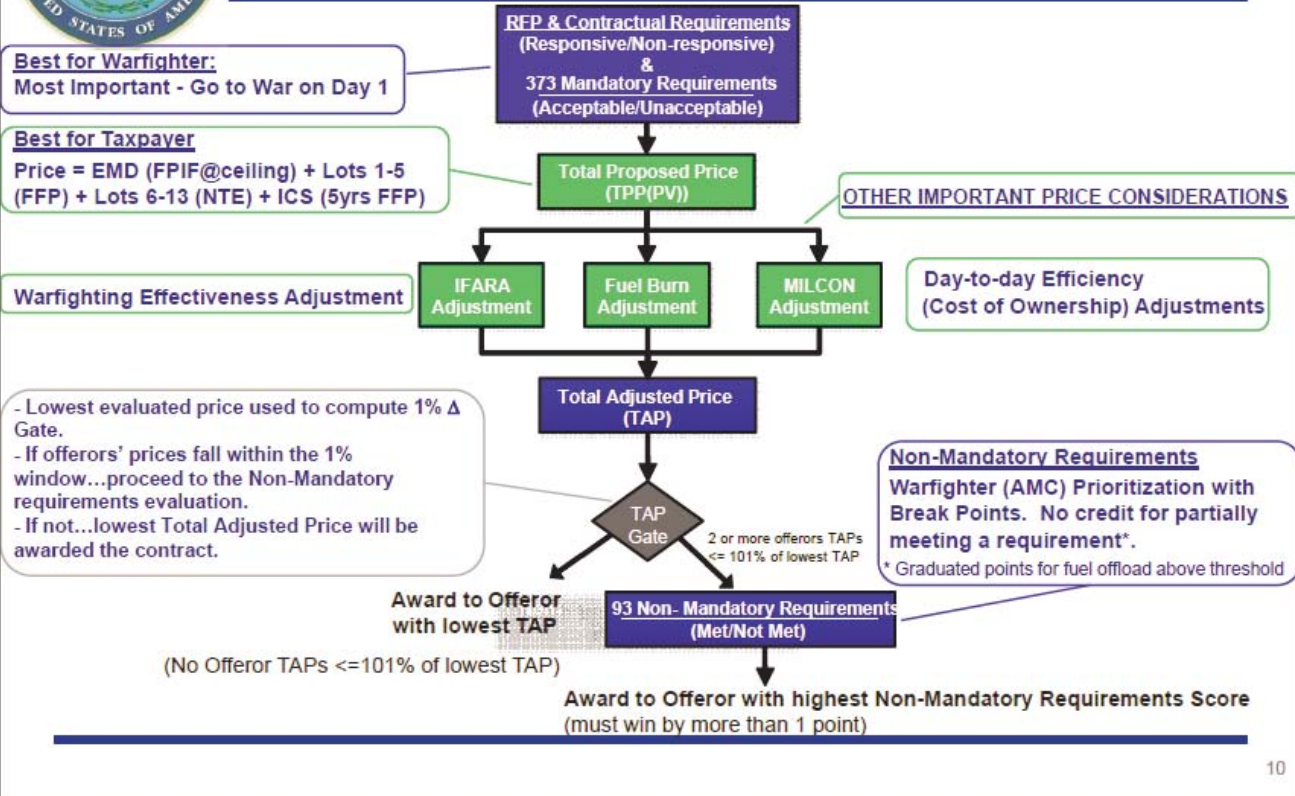 STATES OF
RFP & Contractual Requirements
(Responsive/Non-responsive)
&
373 Mandatory Requirements
(Acceptable/Unacceptable)
Best for Warfighter:
Most Important - Go to War on Day 1
Best for Taxpayer
Price = EMD (FPIF@ceiling) + Lots 1-5
(FFP) + Lots 6-13 (NTE) + ICS (5yrs FFP)
Total Proposed Price
(TPP(PV))
OTHER IMPORTANT PRICE CONSIDERATIONS
Warfighting Effectiveness Adjustment
IFARA
Adjustment
Fuel Burn
Adjustment
MILCON
Adjustment
Day-to-day Efficiency
(Cost of Ownership) Adjustments
Total Adjusted Price
(TAP)
- Lowest evaluated price used to compute 1% Δ
Gate.
- If offerors' prices fall within the 1%
window...proceed to the Non-Mandatory
requirements evaluation.
- If not...lowest Total Adjusted Price will be
awarded the contract.
TAP
Gate
2 or more offerors TAPs
<= 101% of lowest TAP
Non-Mandatory Requirements
Warfighter (AMC) Prioritization with
Break Points. No credit for partially
meeting a requirement*.
* Graduated points for fuel offload above threshold
Award to Offeror
with lowest TAP
(No Offeror TAPs <=101% of lowest TAP)
93 Non- Mandatory Requirements
(Met/Not Met)
Award to Offeror with highest Non-Mandatory Requirements Score
(must win by more than 1 point)
10